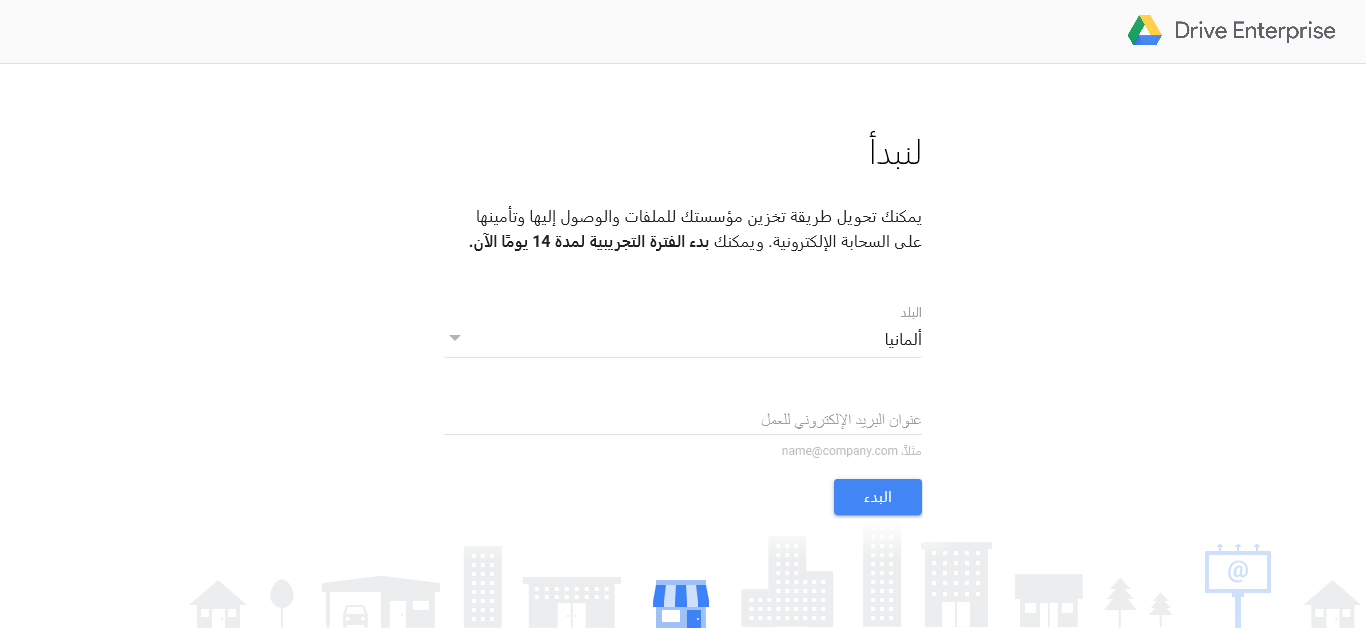 Drive Enterprise
لنبدأ
يمكنك تحويل طريقة تخزين مؤسستك للملفات والوصول إليها وتأمينها
على السحابة الإلكترونية. ويمكنك بدء الفترة التجريبية لمدة 14 يومًا الآن.
البلد
ألمانيا
عنوان البريد الإلكتروني للعمل
مثلاً، name@company.com
البدء
@